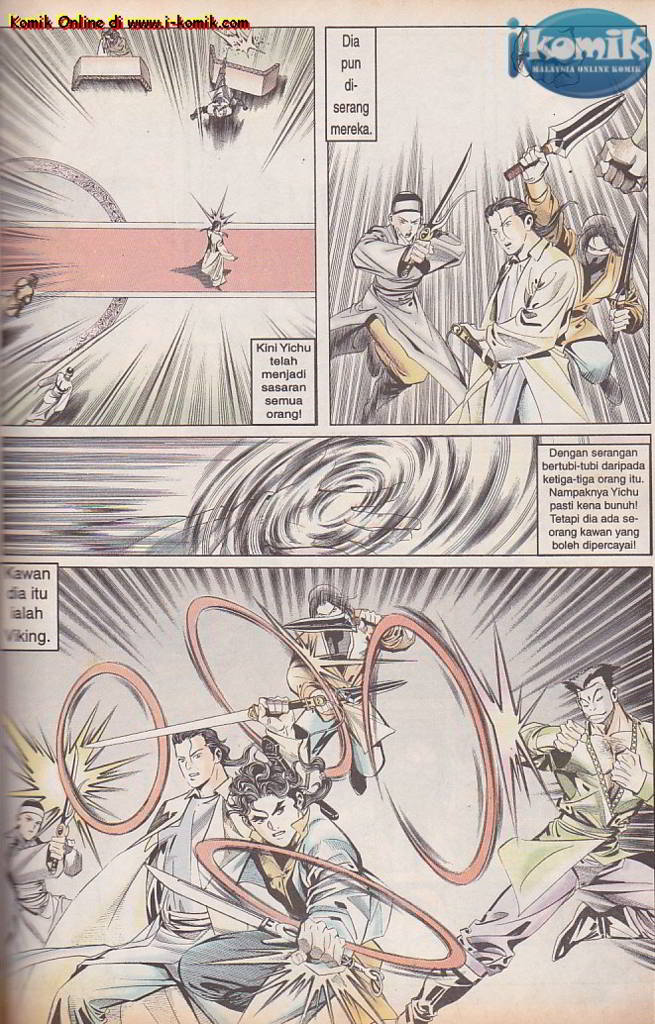 Komik Online di www.i-komik.com
ikomik
MALAYSIA ONLINE KOMIK
Dia
pun
di-
serang
mereka.
Kini Yichu
telah
menjadi
sasaran
semua
orang!
Dengan serangan
bertubi-tubi daripada
ketiga-tiga orang itu.
Nampaknya Yichu
pasti kena bunuh!
Tetapi dia ada se-
orang kawan yang
boleh dipercayai!
Kawan
dia itu
ialah
Viking.